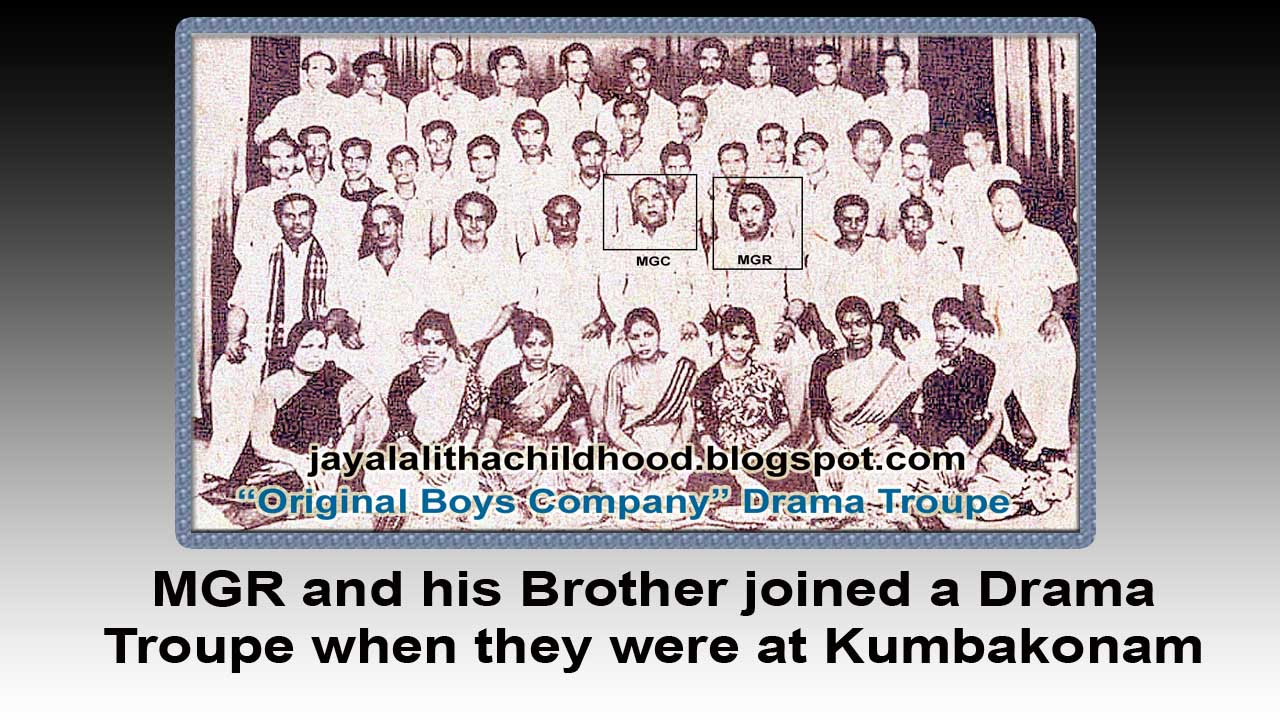 MGC
MGR
jayalalithachildhood.blogspot.com
“Original Boys Company” Drama Troupe
MGR and his Brother joined a Drama
Troupe when they were at Kumbakonam